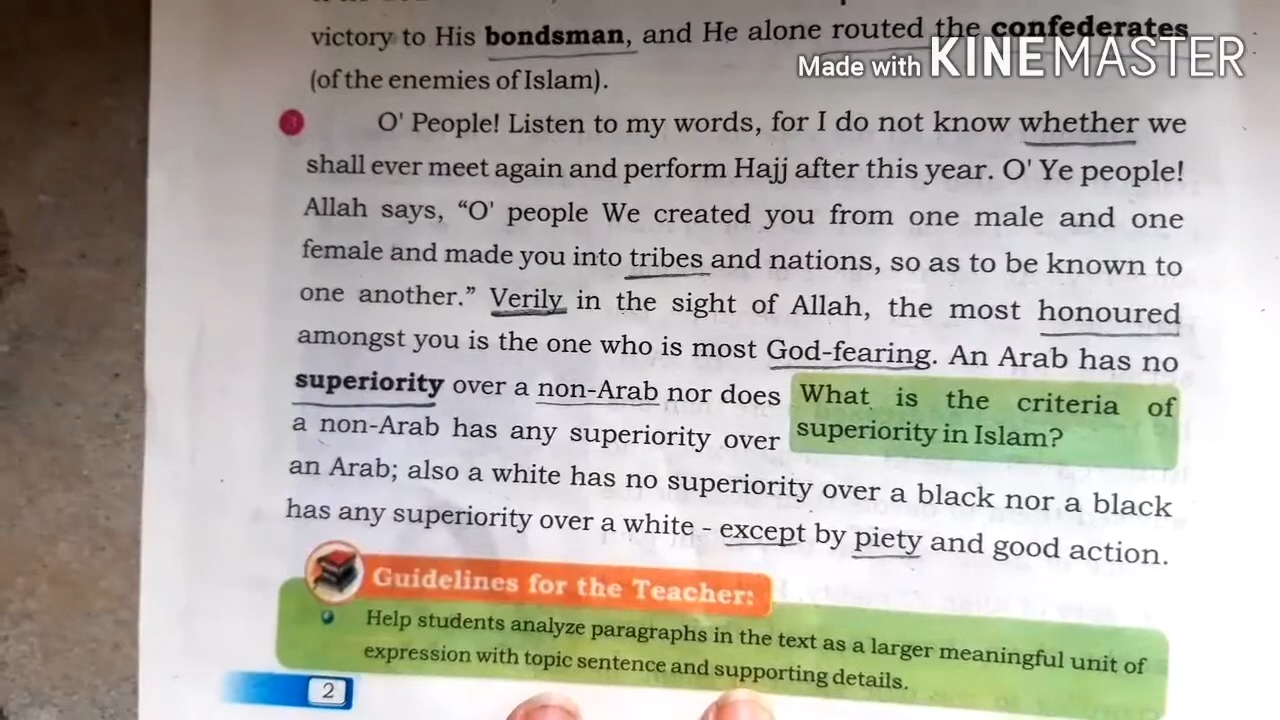 victory to His bondsman, and He alone routed the confederates
Made with KINEMASTER
(of the enemies of Islam).
3
O' People! Listen to my words, for I do not know whether we
shall ever meet again and perform Hajj after this year. O' Ye people!
Allah says, “O' people We created you from one male and one
female and made you into tribes and nations, so as to be known to
one another.” Verily in the sight of Allah, the most honoured
amongst you is the one who is most God-fearing. An Arab has no
superiority over a non-Arab nor does
a non-Arab has any superiority over
What is the criteria of
superiority in Islam?
an Arab; also a white has no superiority over a black nor a black
has any superiority over a white - except by piety and good action.
Guidelines for the Teacher:
Help students analyze paragraphs in the text as a larger meaningful unit of
expression with topic sentence and supporting details.
2